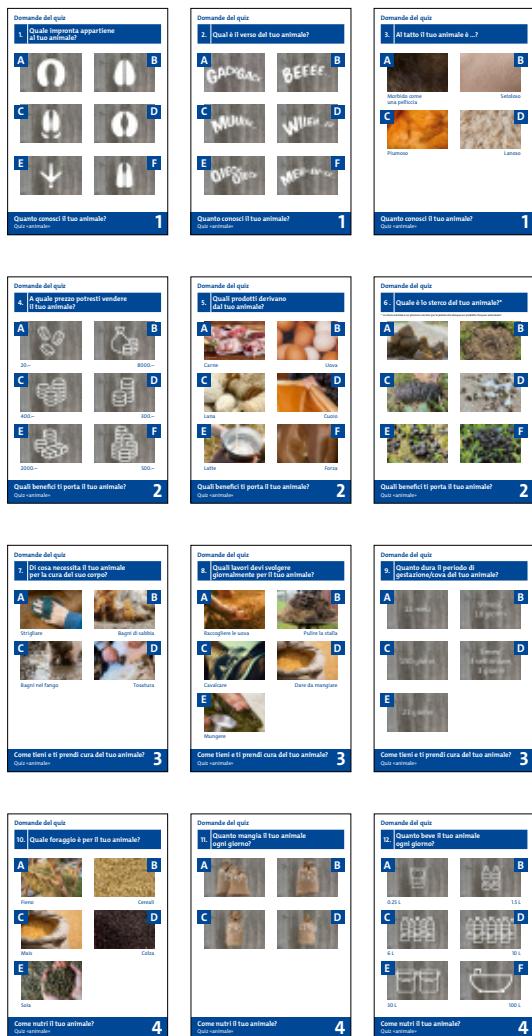 Domande del quiz
1. Quale impronta appartiene
al tuo animale?
A
B
C
D
E
F
Quanto conosci il tuo animale?
Quiz «animale»
1
Domande del quiz
2. Qual è il verso del tuo animale?
A
B
C
D
E
F
BEEEE
Quanto conosci il tuo animale?
Quiz «animale»
1
Domande del quiz
3. Al tatto il tuo animale è ...?
A
B
Morbida come
una pelliccia
Setoloso
C
D
Piumoso
Lanoso
Quanto conosci il tuo animale?
Quiz «animale»
1
Domande del quiz
4. A quale prezzo potresti vendere
il tuo animale?
A
B
20.–
8000.–
C
D
400.–
300.–
E
F
2000.–
500.–
Quali benefici ti porta il tuo animale?
Quiz «animale»
2
Domande del quiz
5. Quali prodotti derivano
dal tuo animale?
A
B
Carne
Uova
C
D
Lana
Cuoio
E
F
Latte
Forza
Quali benefici ti porta il tuo animale?
Quiz «animale»
2
Domande del quiz
6. Quale è lo sterco del tuo animale?*
A
B
C
D
E
F
Quali benefici ti porta il tuo animale?
Quiz «animale»
2
Domande del quiz
7. Di cosa necessita il tuo animale
per la cura del suo corpo?
A
B
Strigliare
Bagni di sabbia
C
D
Bagni nel fango
Tosatura
Come tieni e ti prendi cura del tuo animale?
Quiz «animale»
3
Domande del quiz
8. Quali lavori devi svolgere
giornalmente per il tuo animale?
A
B
Raccogliere le uova
Pulire la stalla
C
D
Cavalcare
Dare da mangiare
E
Mungere
Come tieni e ti prendi cura del tuo animale?
Quiz «animale»
3
Domande del quiz
9. Quanto dura il periodo di
gestazione/cova del tuo animale?
A
B
C
D
E
Come tieni e ti prendi cura del tuo animale?
Quiz «animale»
3
Domande del quiz
10. Quale foraggio è per il tuo animale?
A
B
Fieno
Cereali
C
D
Mais
Colza
E
Soia
Come nutri il tuo animale?
Quiz «animale»
4
Domande del quiz
11. Quanto mangia il tuo animale
ogni giorno?
A
B
C
D
Come nutri il tuo animale?
Quiz «animale»
4
Domande del quiz
12. Quanto beve il tuo animale
ogni giorno?
A
B
0.25 L
1.5 L
C
D
6 L
10 L
E
F
30 L
100 L
Come nutri il tuo animale?
Quiz «animale»
4